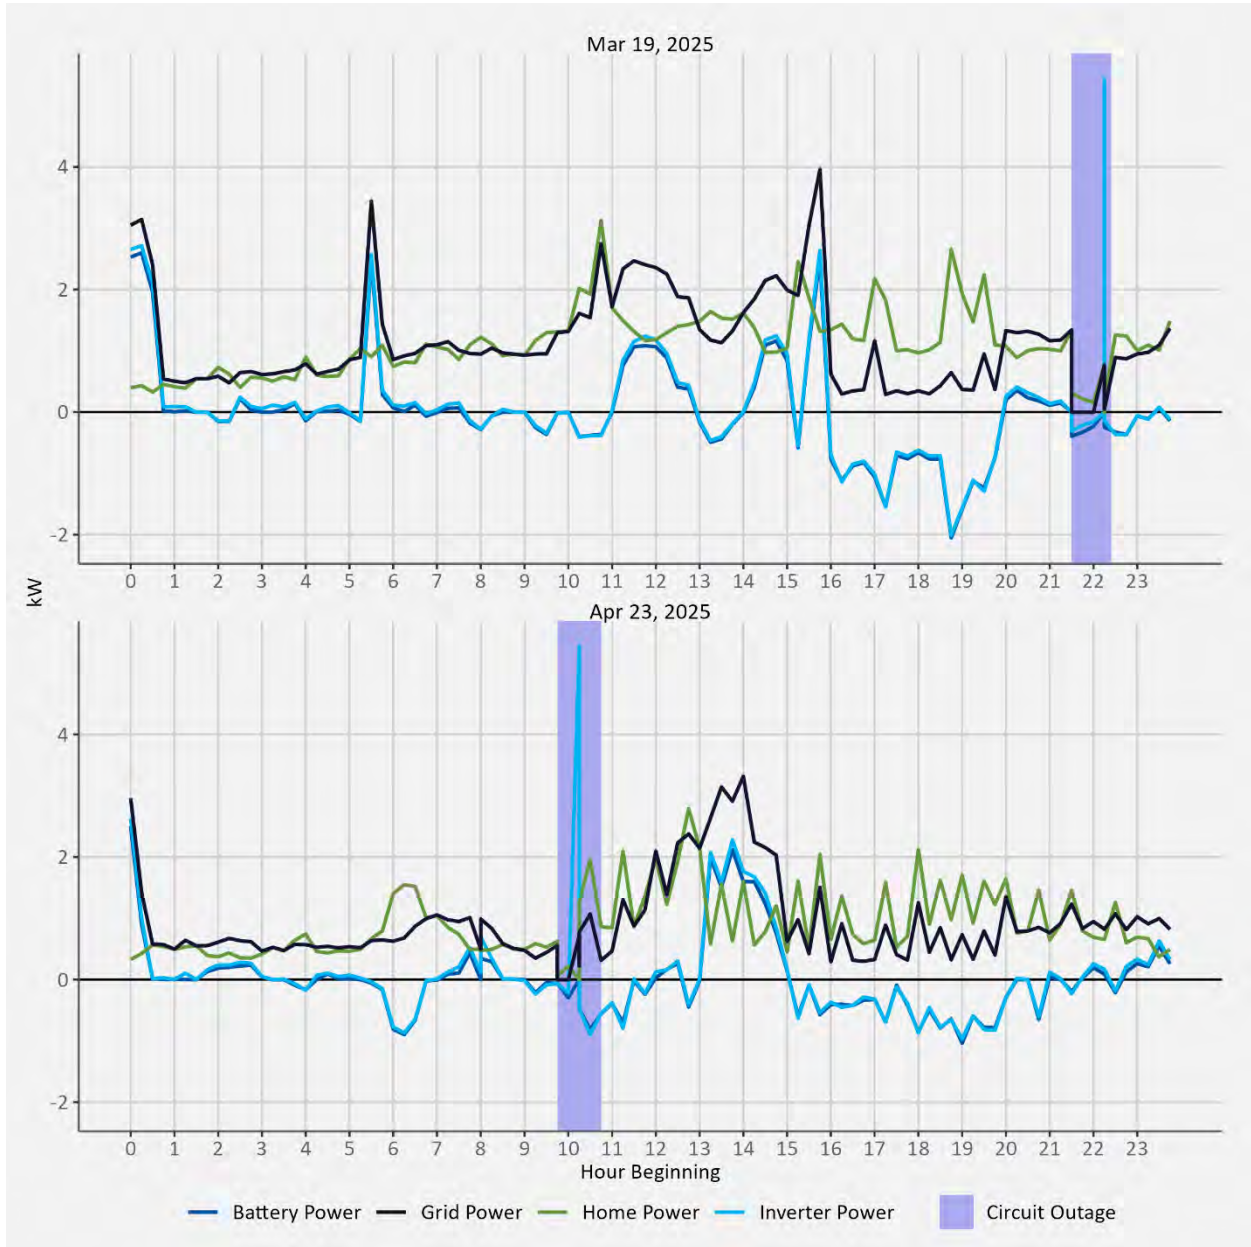 Mar 19, 2025
4
2
0
-2
0 1 2 3 4 5 6 7 8 9 10 11 12 13 14 15 16 17 18 19 20 21 22 23
kW
Apr 23, 2025
4
2
0
-2
0 1 2 3 4 5 6 7 8 9 10 11 12 13 14 15 16 17 18 19 20 21 22 23
Hour Beginning
Battery Power Grid Power Home Power Inverter Power Circuit Outage